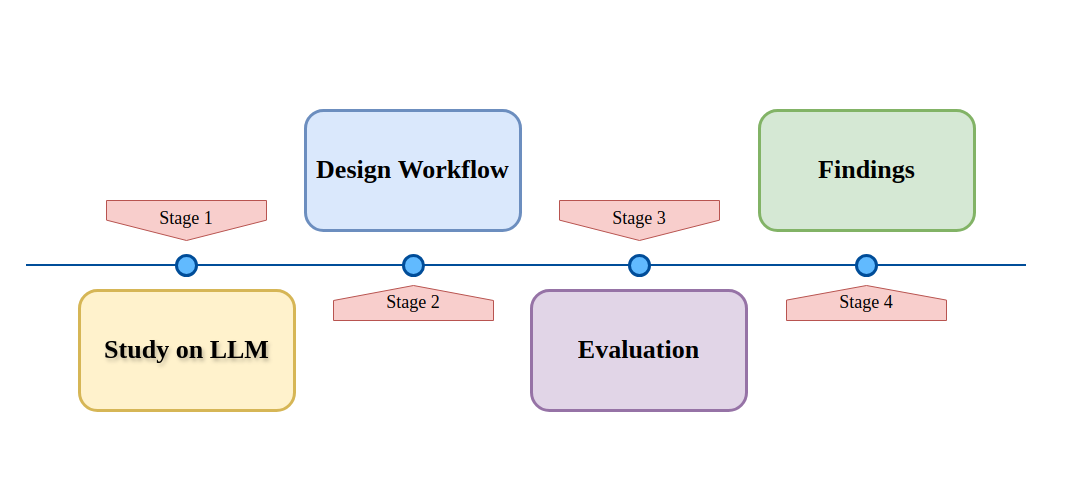 Stage 1
Study on LLM
Design Workflow
Stage 2
Stage 3
Evaluation
Findings
Stage 4